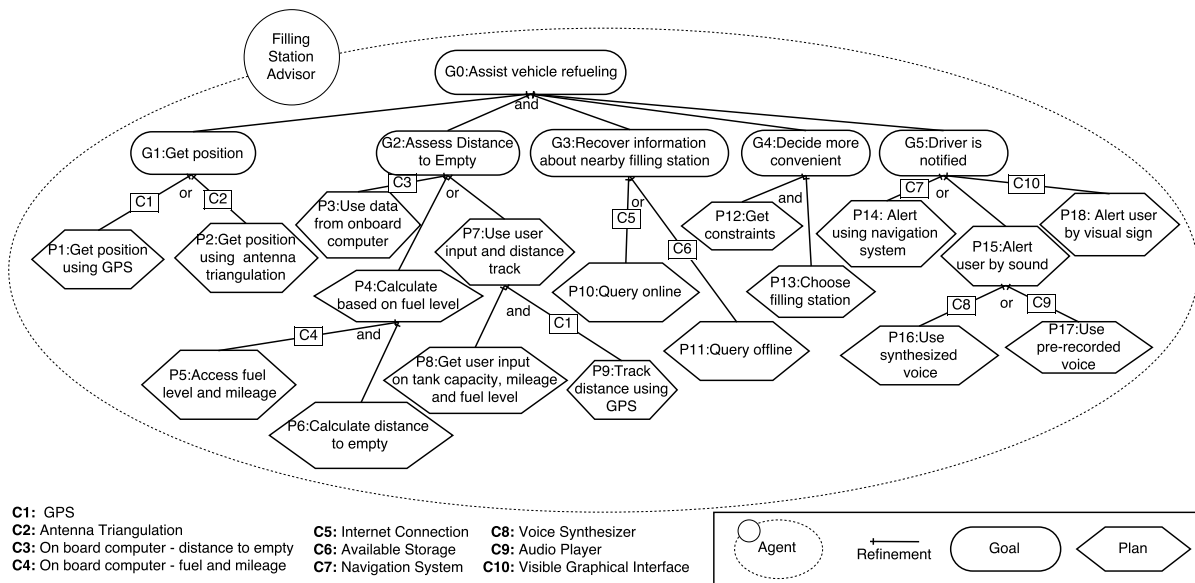 Filling
Station
Advisor
G0:Assist vehicle refueling
and
G1:Get position
G2:Assess Distance
to Empty
G3:Recover information
about nearby filling station
G4:Decide more
convenient
G5:Driver is
notified
or
C1
C2
C3
or
or
C5
C6
and
C7
or
C10
P1:Get position
using GPS
P2:Get position
using antenna
triangulation
P3:Use data
from onboard
computer
P7:Use user
input and distance
track
P12:Get
constraints
P14: Alert
using navigation
system
P15:Alert
user by sound
P18: Alert user
by visual sign
P4:Calculate
based on fuel level
P10:Query online
P13:Choose
filling station
C4
and
and
C1
C8
or
C9
P5:Access fuel
level and mileage
P8:Get user input
on tank capacity, mileage
and fuel level
P9:Track
distance using
GPS
P11:Query offline
P16:Use
synthesized
voice
P17:Use
pre-recorded
voice
P6:Calculate distance
to empty
C1: GPS
C2: Antenna Triangulation
C3: On board computer - distance to empty
C4: On board computer - fuel and mileage
C5: Internet Connection
C6: Available Storage
C7: Navigation System
C8: Voice Synthesizer
C9: Audio Player
C10: Visible Graphical Interface
Agent
Refinement
Goal
Plan